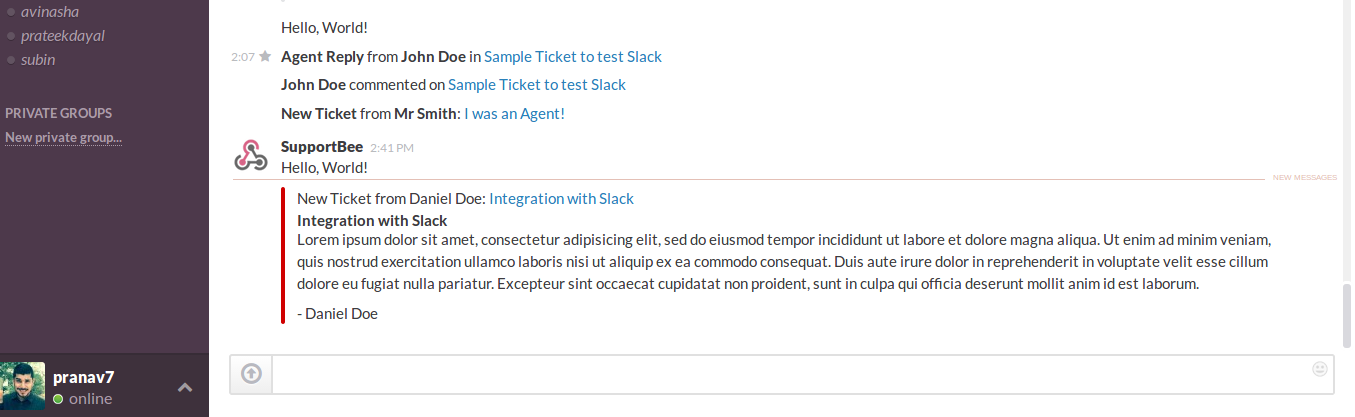 avinasha
prateekdayal
subin
PRIVATE GROUPS
New private group...
pranav7
online
Hello, World!
2:07 Agent Reply from John Doe in Sample Ticket to test Slack
John Doe commented on Sample Ticket to test Slack
New Ticket from Mr Smith: I was an Agent!
SupportBee 2:41 PM
Hello, World!
NEW MESSAGES
New Ticket from Daniel Doe: Integration with Slack
Integration with Slack
Lorem ipsum dolor sit amet, consectetur adipisicing elit, sed do eiusmod tempor incididunt ut labore et dolore magna aliqua. Ut enim ad minim veniam,
quis nostrud exercitation ullamco laboris nisi ut aliquip ex ea commodo consequat. Duis aute irure dolor in reprehenderit in voluptate velit esse cillum
dolore eu fugiat nulla pariatur. Excepteur sint occaecat cupidatat non proident, sunt in culpa qui officia deserunt mollit anim id est laborum.
- Daniel Doe